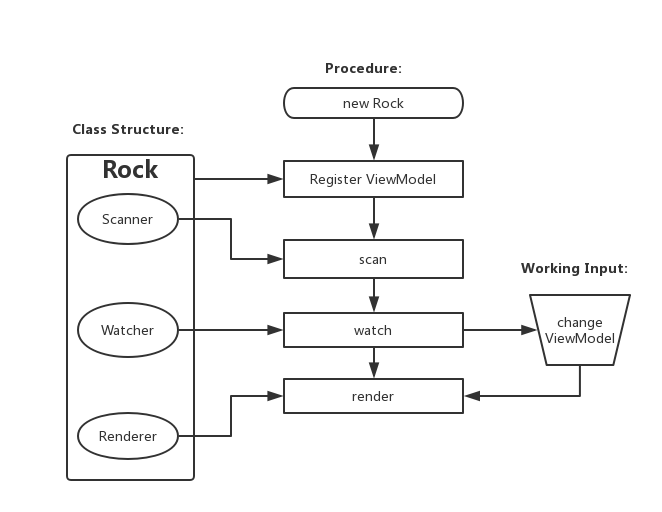 Procedure:
new Rock
Class Structure:
Rock
Register ViewModel
Scanner
scan
Working Input:
Watcher
watch
change
ViewModel
render
Renderer